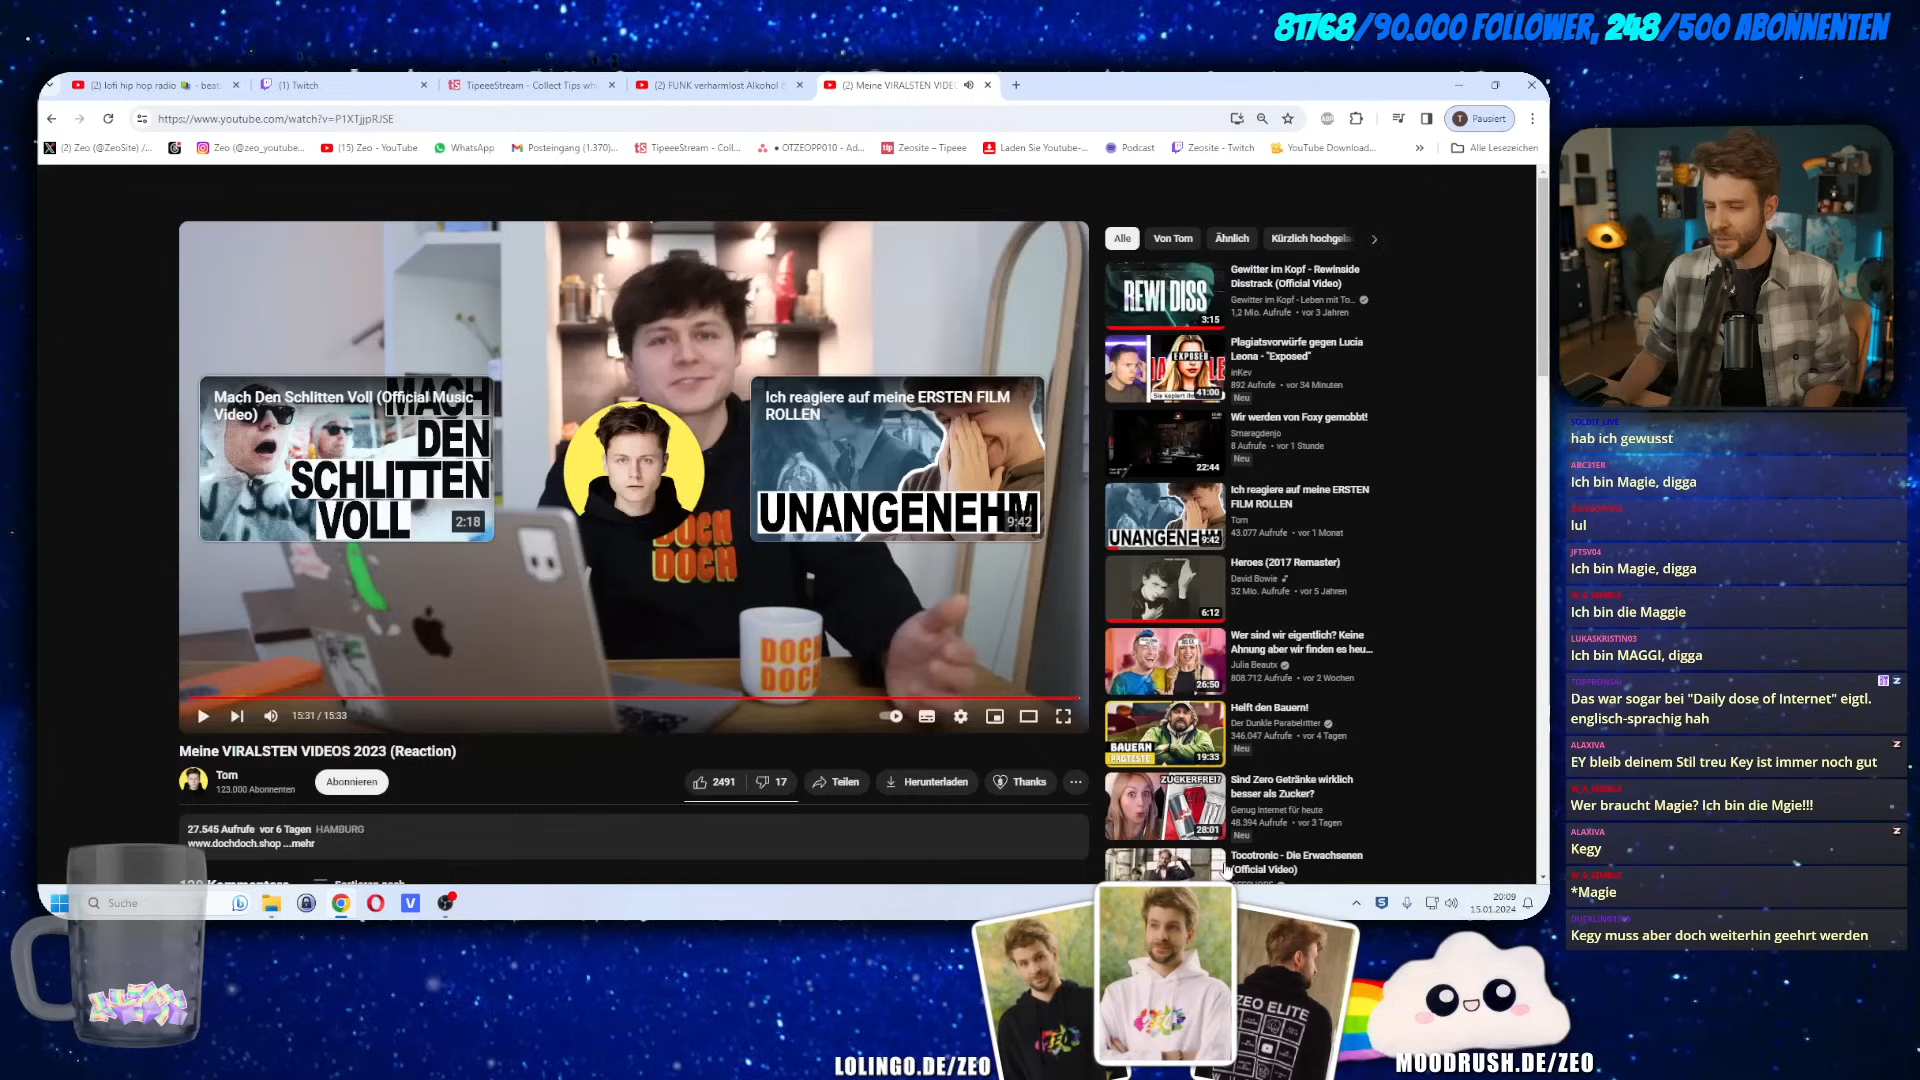 81768/90.000 FOLLOWER, 248/500 ABONNENTEN
(2) lofi hip hop radio - beat
(1) Twitch
TipeeeStream - Collect Tips whi
(2) FUNK verharmlost Alkohol &
(2) Meine VIRALSTEN VIDEO
https://www.youtube.com/watch?v=P1XTjjpRJSE
Pausiert
(2) Zeo (@ZeoSite) /...
Zeo (@zeo_youtube...
(15) Zeo - YouTube
WhatsApp
Posteingang (1.370)...
TipeeeStream - Coll...
● OTZEOPP010 - Ad...
Zeosite – Tipeee
Laden Sie Youtube-...
Podcast
Zeosite - Twitch
YouTube Download...
Alle Lesezeichen
Mach Den Schlitten Voll (Official Music
Video)
MACH
DEN
SCHLITTEN
VOLL
2:18
Ich reagiere auf meine ERSTEN FILM
ROLLEN
UNANGENEHM
9:42
DOCH
DOCH
DOCH
DOCH
15:31 / 15:33
Meine VIRALSTEN VIDEOS 2023 (Reaction)
Tom
123.000 Abonnenten
Abonnieren
2491
17
Teilen
Herunterladen
Thanks
27.545 Aufrufe vor 6 Tagen HAMBURG
www.dochdoch.shop ...mehr
Alle
Von Tom
Ähnlich
Kürzlich hochgela
REWI DISS
3:15
Gewitter im Kopf - Rewinside
Disstrack (Official Video)
Gewitter im Kopf - Leben mit To...
1,2 Mio. Aufrufe • vor 3 Jahren
EXPOSED
41:00
Plagiatsvorwürfe gegen Lucia
Leona - "Exposed"
inKev
892 Aufrufe • vor 34 Minuten
Neu
22:44
Wir werden von Foxy gemobbt!
Smaragdenjo
8 Aufrufe • vor 1 Stunde
Neu
UNANGENEHM
9:42
Ich reagiere auf meine ERSTEN
FILM ROLLEN
Tom
43.077 Aufrufe • vor 1 Monat
6:12
Heroes (2017 Remaster)
David Bowie
32 Mio. Aufrufe • vor 5 Jahren
26:50
Wer sind wir eigentlich? Keine
Ahnung aber wir finden es heu...
Julia Beautx
808.712 Aufrufe • vor 2 Wochen
BAUERN
PROTESTE
19:33
Helft den Bauern!
Der Dunkle Parabelritter
346.047 Aufrufe • vor 4 Tagen
Neu
ZUCKERFREI?
28:01
Sind Zero Getränke wirklich
besser als Zucker?
Genug Internet für heute
48.394 Aufrufe • vor 3 Tagen
Neu
Tocotronic - Die Erwachsenen
(Official Video)
Suche
20:09
15.01.2024
SOLDI7_LIVE
hab ich gewusst
ABC31ER
Ich bin Magie, digga
lul
JFTSV04
Ich bin Magie, digga
Ich bin die Maggie
LUKASKRISTIN03
Ich bin MAGGI, digga
Das war sogar bei "Daily dose of Internet" eigtl.
englisch-sprachig hah
ALAXIVA
EY bleib deinem Stil treu Key ist immer noch gut
Wer braucht Magie? Ich bin die Mgie!!!
ALAXIVA
Kegy
*Magie
Kegy muss aber doch weiterhin geehrt werden
ZEO ELITE
LOLINGO.DE/ZEO
MOODRUSH.DE/ZEO